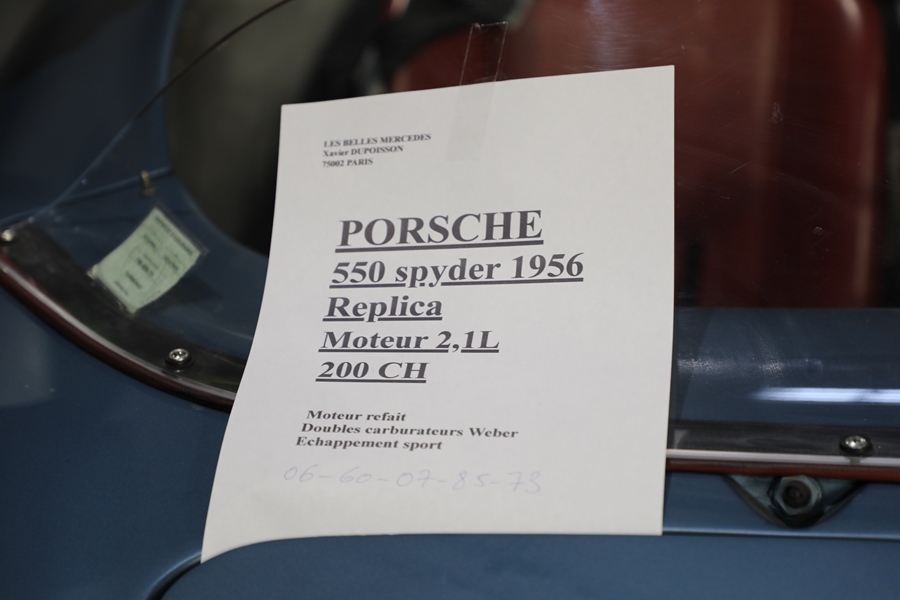 LES BELLES MERCEDES
Xavier DUPOISSON
75002 PARIS
PORSCHE
550 spyder 1956
Replica
Moteur 2,1L
200 CH
Moteur refait
Doubles carburateurs Weber
Echappement sport
06-60-07-85-73